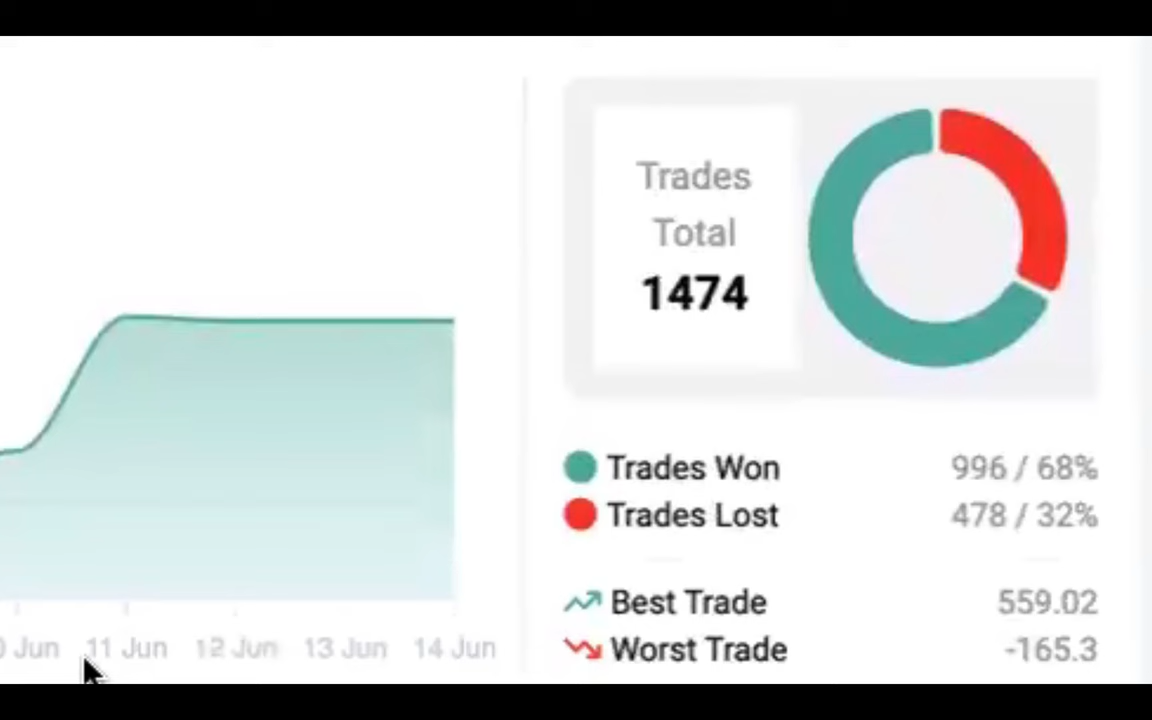 Trades
Total
1474
Trades Won 996 / 68%
Trades Lost 478 / 32%
Best Trade 559.02
Worst Trade -165.3
Jun 11 Jun 12 Jun 13 Jun 14 Jun